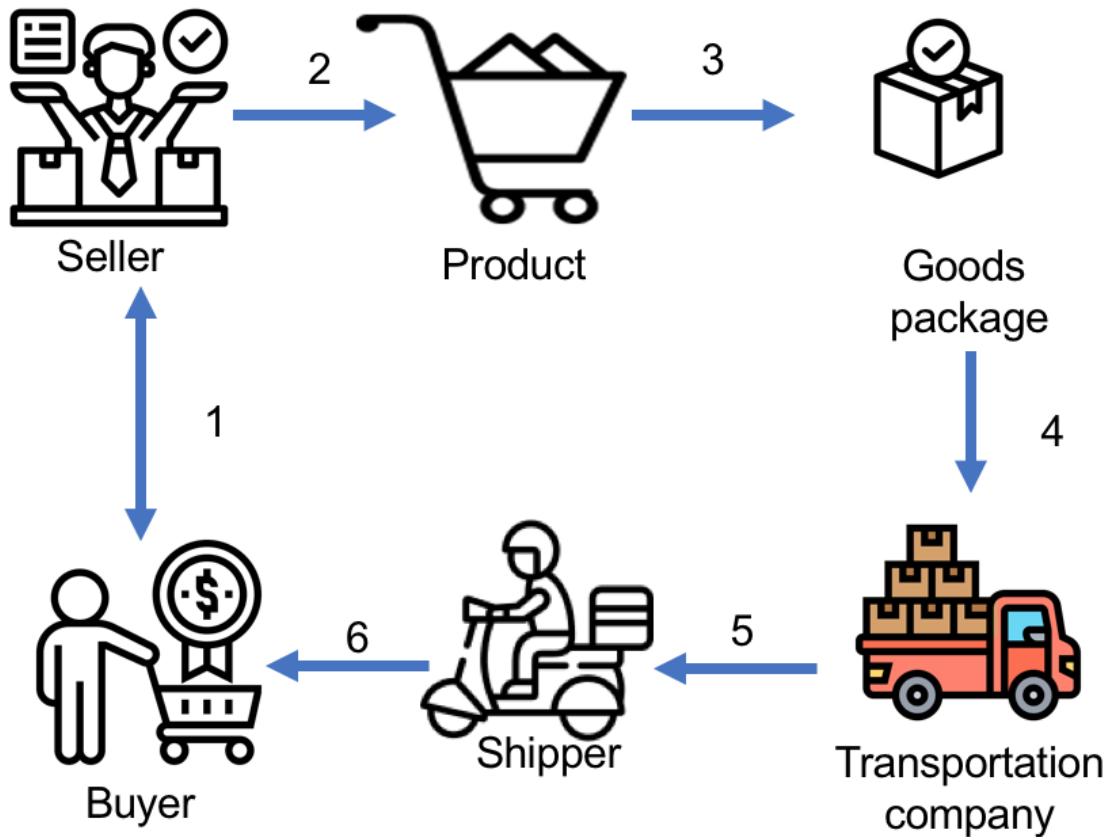 2
3
Seller
Product
Goods
package
1
4
$
6
5
Shipper
Buyer
Transportation
company